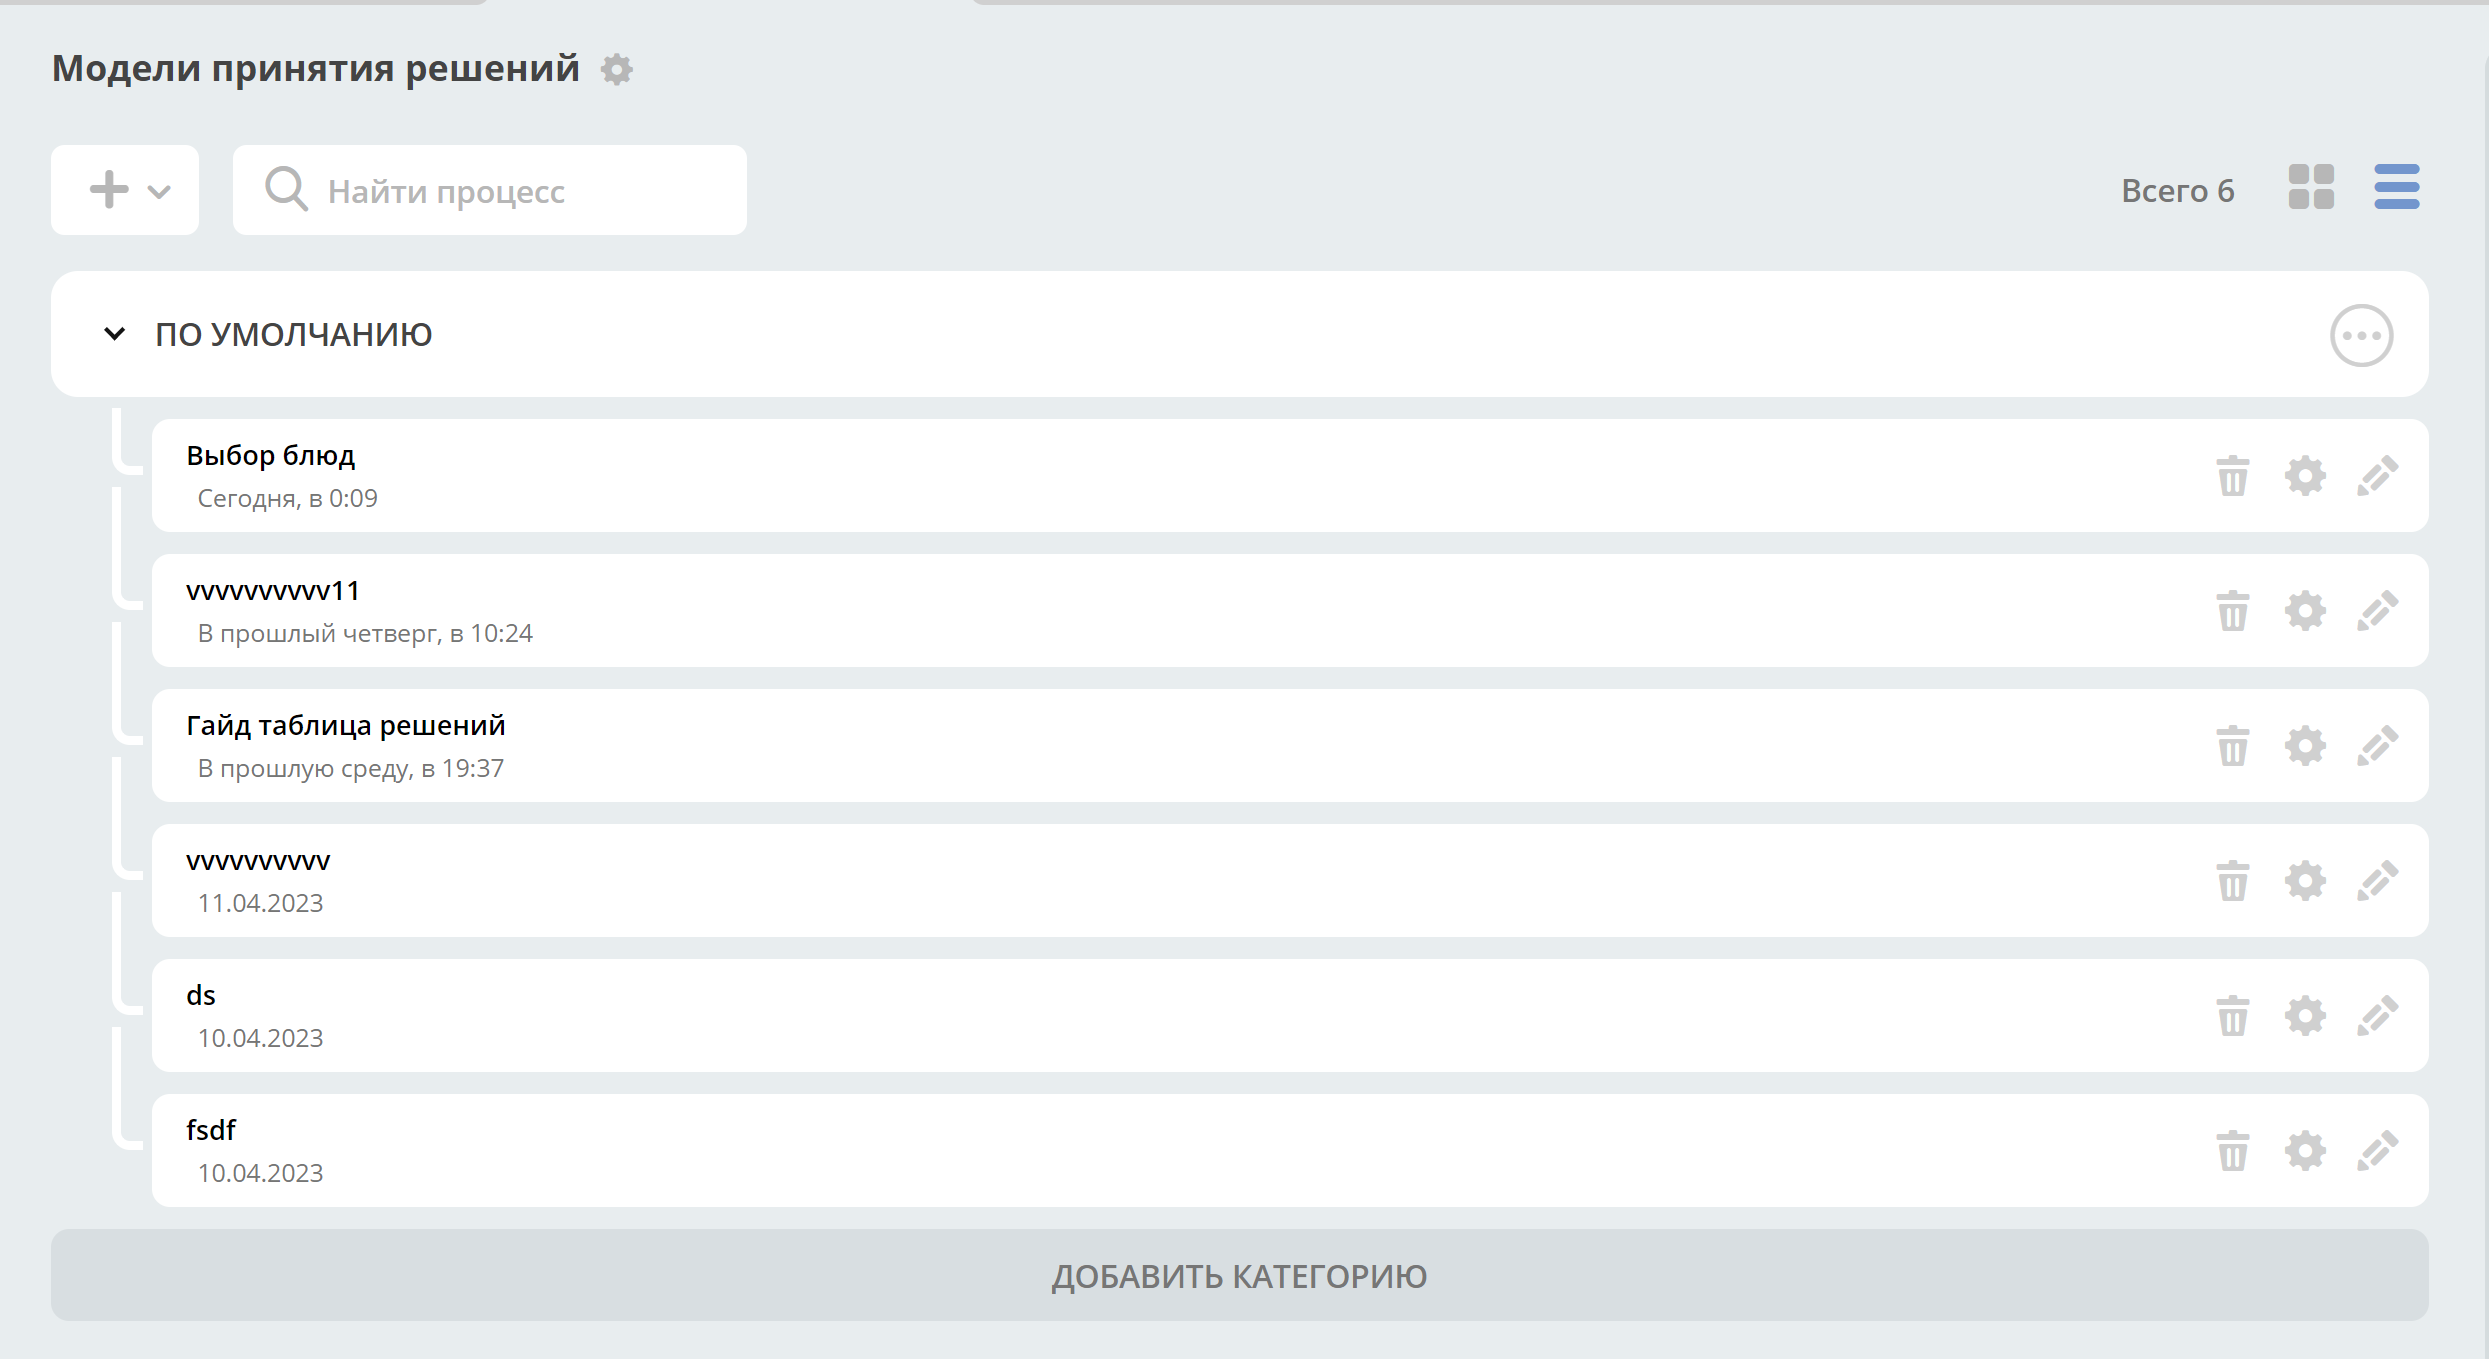 Модели принятия решений
Найти процесс
Всего 6
ПО УМОЛЧАНИЮ
Выбор блюд
Сегодня, в 0:09
vvvvvvvvvv11
В прошлый четверг, в 10:24
Гайд таблица решений
В прошлую среду, в 19:37
vvvvvvvvvv
11.04.2023
ds
10.04.2023
fsdf
10.04.2023
ДОБАВИТЬ КАТЕГОРИЮ